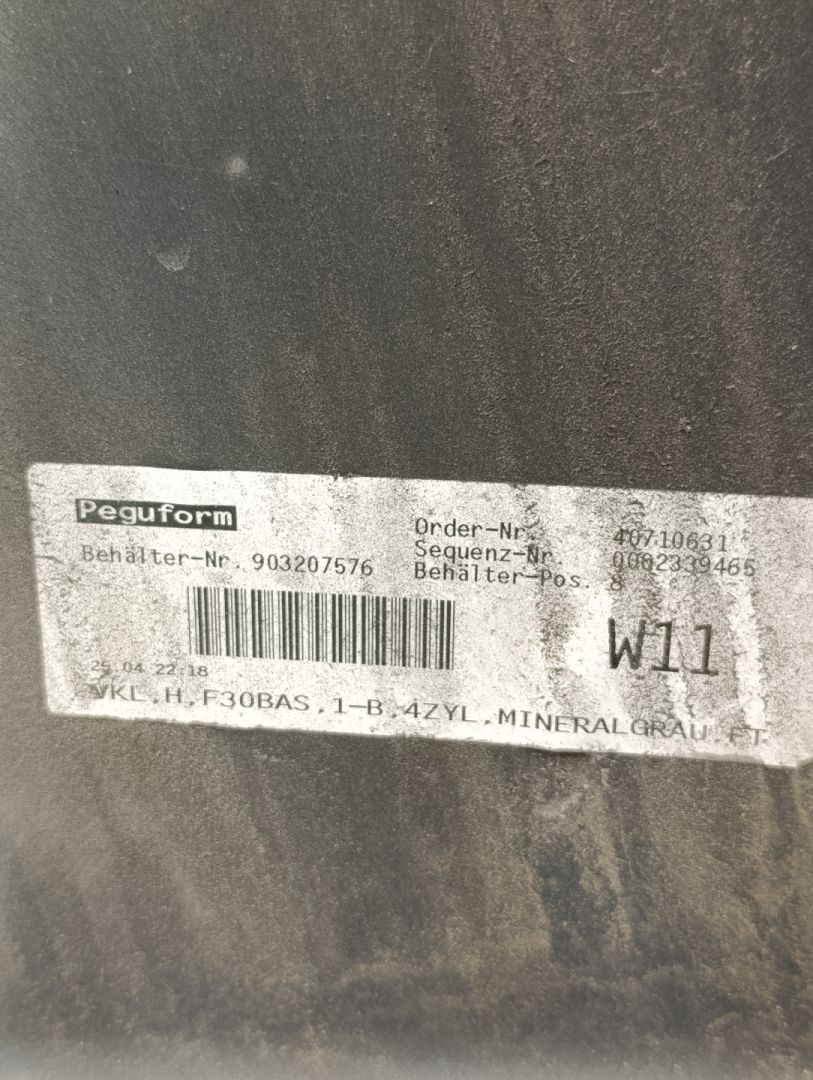 Peguform
Order-Nr. 40710631
Sequenz-Nr. 0082339465
Behälter-Nr. 903207576
Behälter-Pos. 8
W11
25.04 22:18
VKL,H,F30BAS,1-B,4ZYL,MINERALGRAU FT